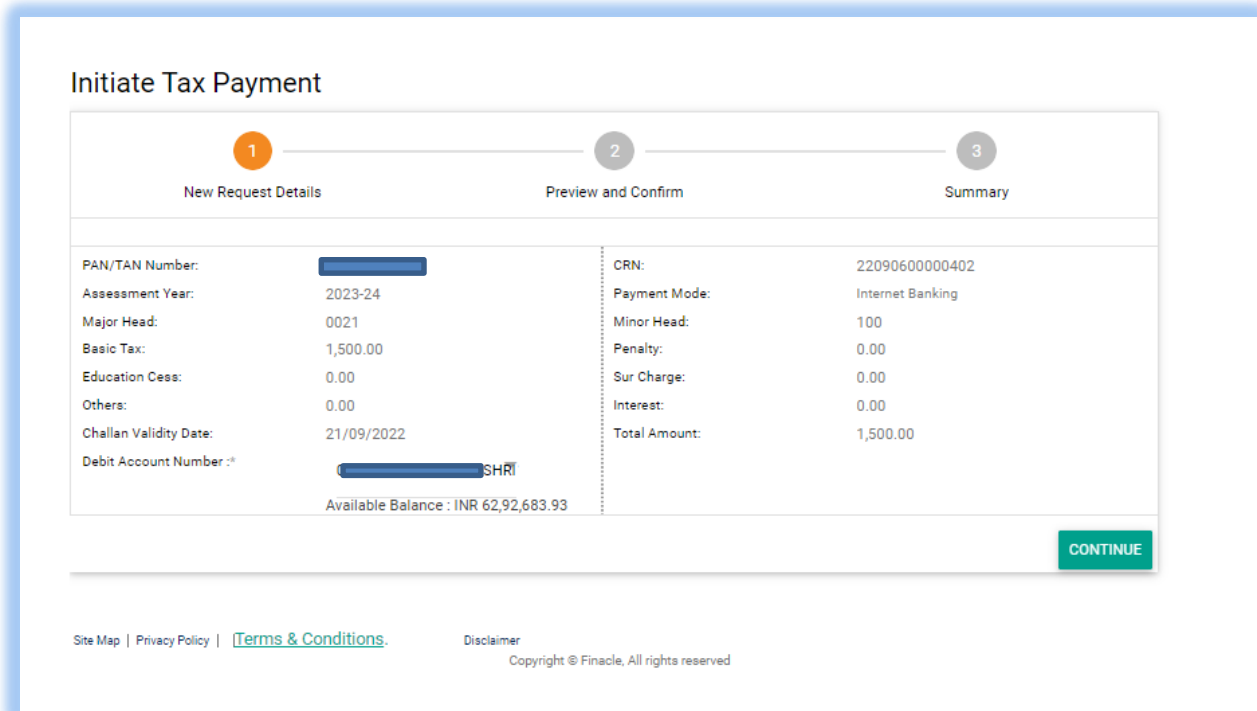 Initiate Tax Payment
1 2 3
New Request Details Preview and Confirm Summary
PAN/TAN Number: CRN: 22090600000402
Assessment Year: 2023-24 Payment Mode: Internet Banking
Major Head: 0021 Minor Head: 100
Basic Tax: 1,500.00 Penalty: 0.00
Education Cess: 0.00 Sur Charge: 0.00
Others: 0.00 Interest: 0.00
Challan Validity Date: 21/09/2022 Total Amount: 1,500.00
Debit Account Number :* SHRI
Available Balance : INR 62,92,683.93
CONTINUE
Site Map | Privacy Policy | Terms & Conditions. Disclaimer
Copyright © Finacle, All rights reserved